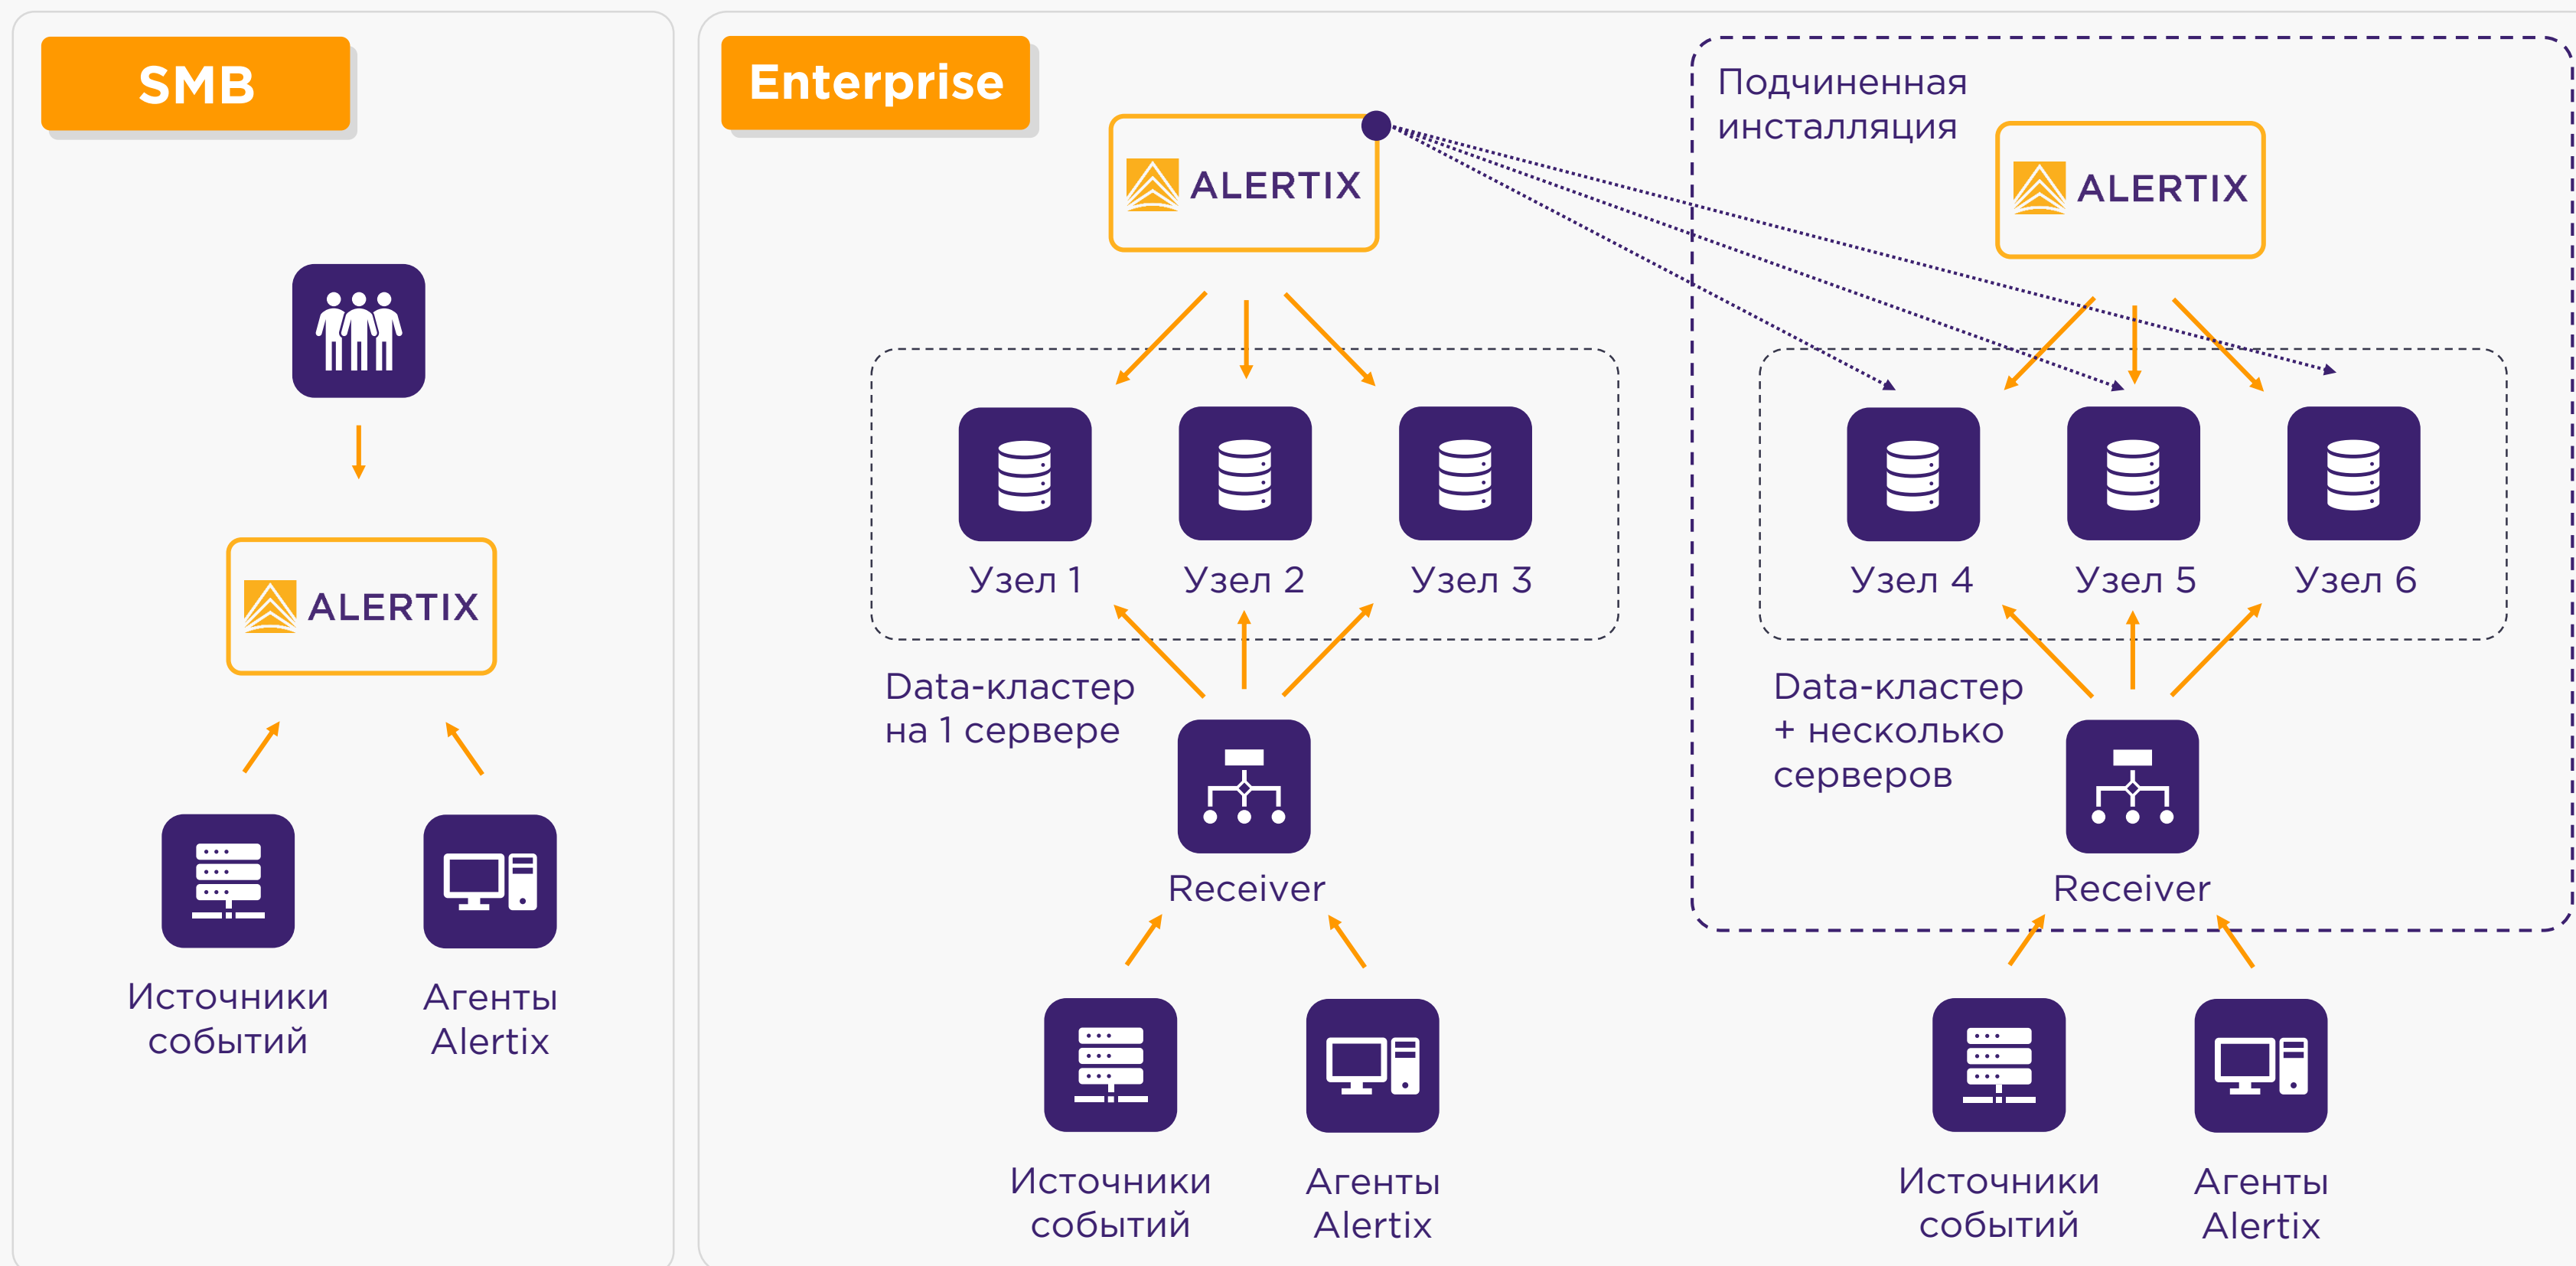 SMB
ALERTIX
Источники
событий
Агенты
Alertix
Enterprise
ALERTIX
Узел 1
Узел 2
Узел 3
Data-кластер
на 1 сервере
Receiver
Источники
событий
Агенты
Alertix
Подчиненная
инсталляция
ALERTIX
Узел 4
Узел 5
Узел 6
Data-кластер
+ несколько
серверов
Receiver
Источники
событий
Агенты
Alertix